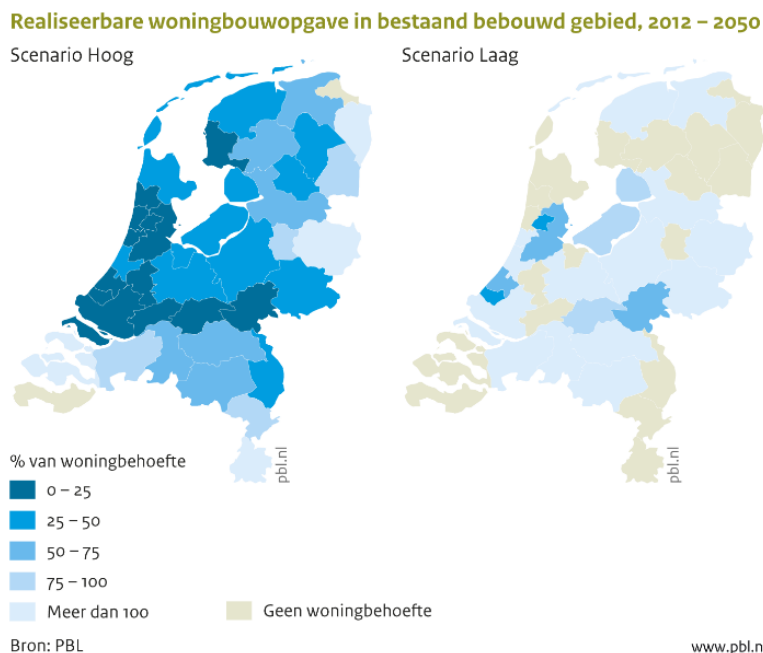 Realiseerbare woningbouwopgave in bestaand bebouwd gebied, 2012 – 2050
Scenario Hoog
Scenario Laag
pbl.nl
pbl.nl
% van woningbehoefte
0 – 25
25 – 50
50 – 75
75 – 100
Meer dan 100
Geen woningbehoefte
Bron: PBL
www.pbl.n